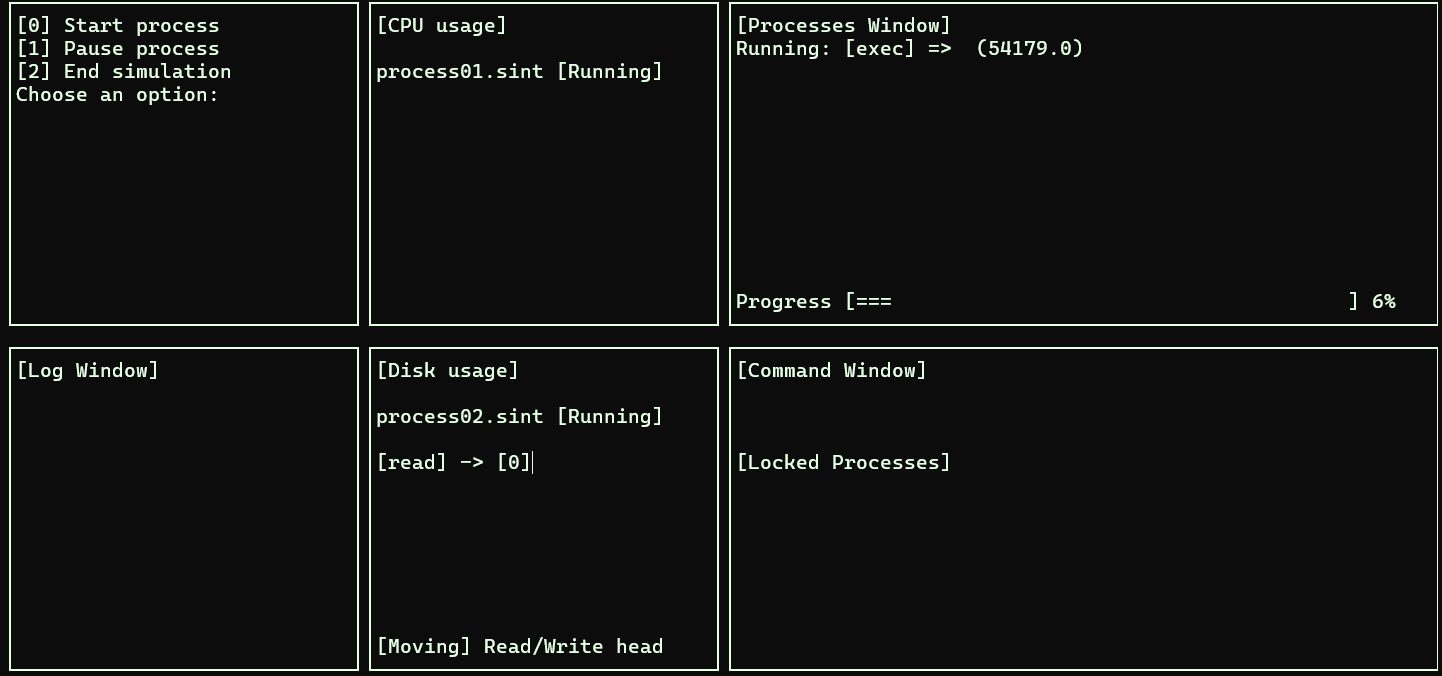 [0] Start process
[1] Pause process
[2] End simulation
Choose an option:
[CPU usage]
process01.sint [Running]
[Processes Window]
Running: [exec] =>  (54179.0)
Progress [===                                      ] 6%
[Log Window]
[Disk usage]
process02.sint [Running]
[read] -> [0]
[Moving] Read/Write head
[Command Window]
[Locked Processes]